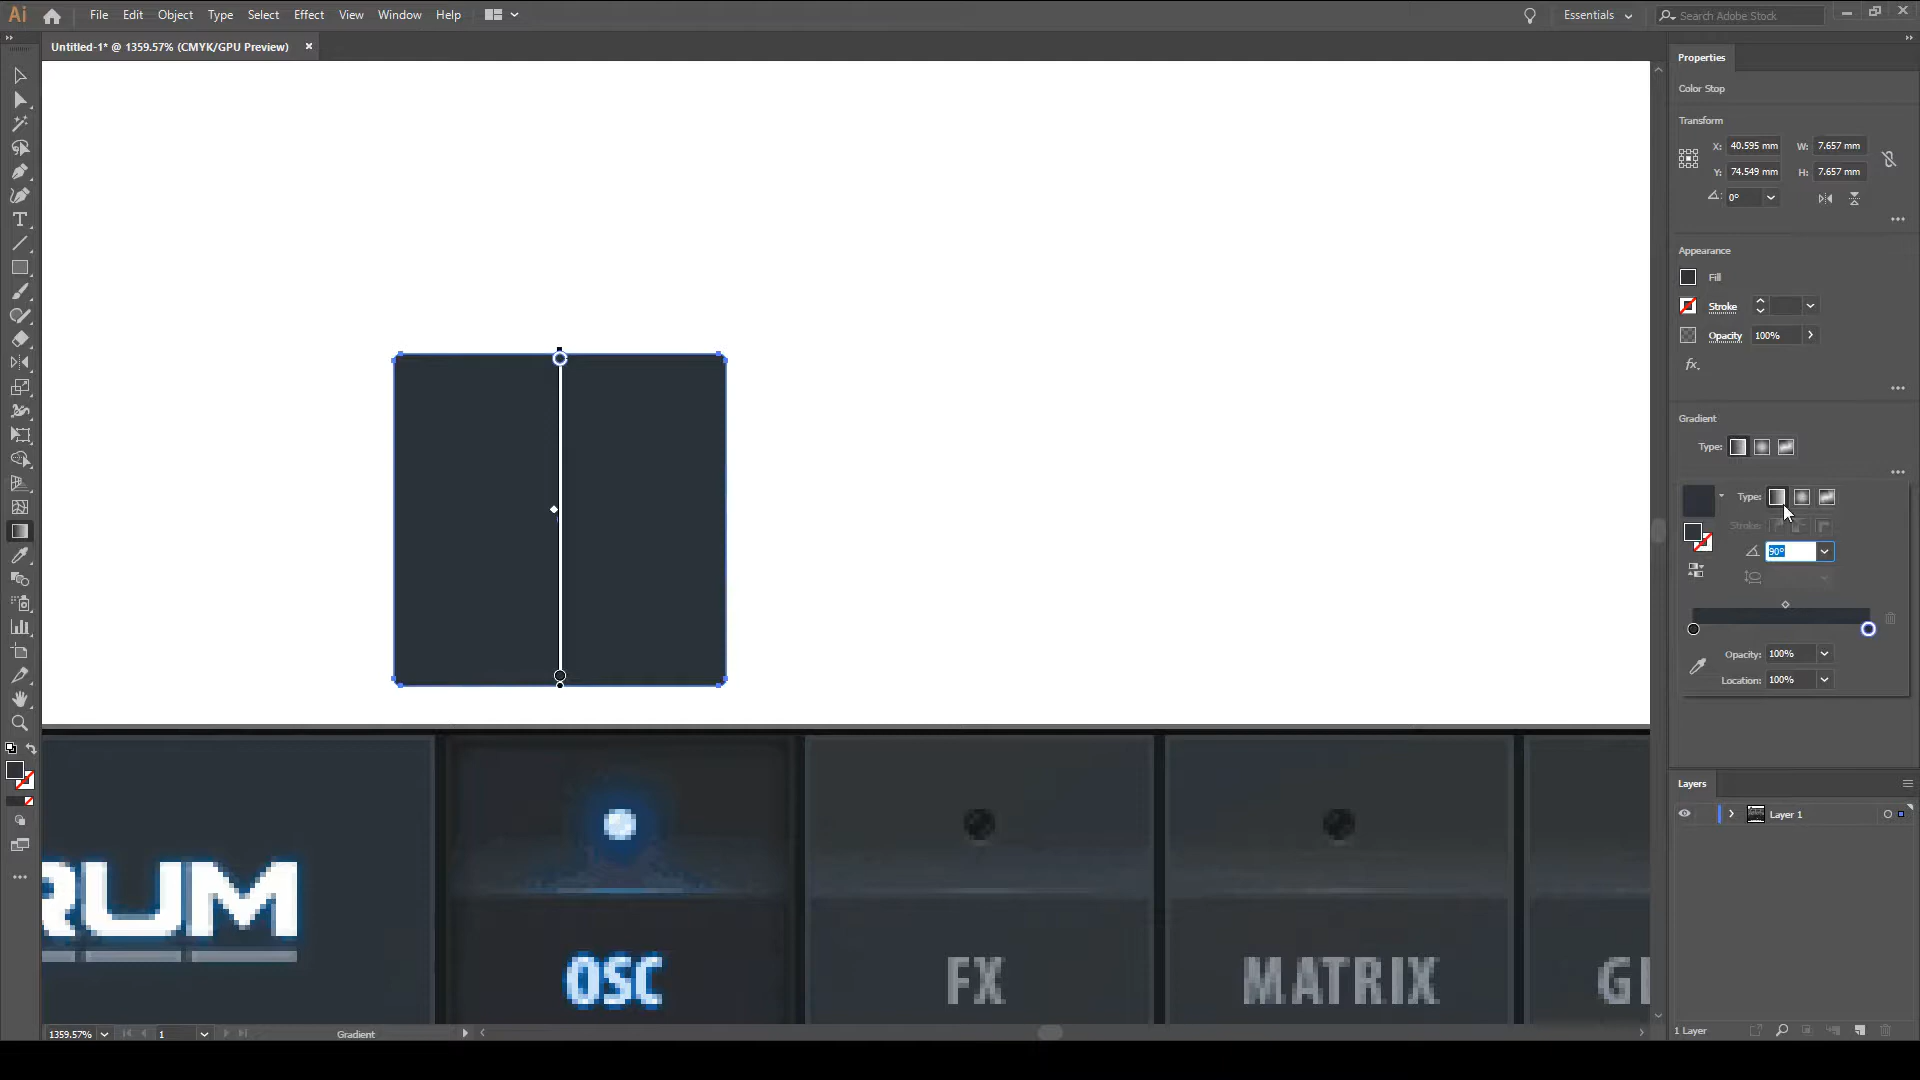 Ai File Edit Object Type Select Effect View Window Help Essentials Search Adobe Stock
Untitled-1* @ 1359.57% (CMYK/GPU Preview) ×
Properties
Color Stop
Transform
X: 40.595 mm W: 7.657 mm
Y: 74.549 mm H: 7.657 mm
0°
Appearance
Fill
Stroke
Opacity 100%
fx.
Gradient
Type:
Type:
Stroke:
90°
Opacity: 100%
Location: 100%
Layers
Layer 1
RUM
OSC FX MATRIX
1359.57% 1 Gradient
1 Layer